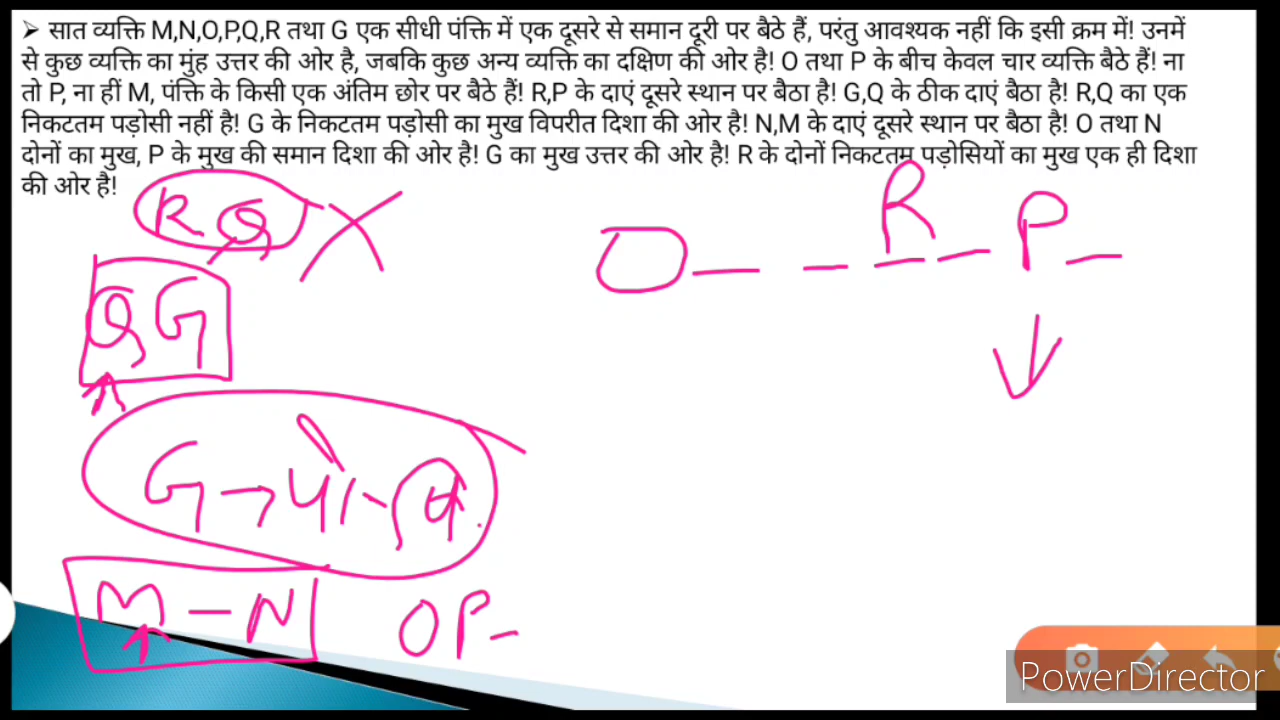 ➢ सात व्यक्ति M,N,O,P,Q,R तथा G एक सीधी पंक्ति में एक दूसरे से समान दूरी पर बैठे हैं, परंतु आवश्यक नहीं कि इसी क्रम में! उनमें
से कुछ व्यक्ति का मुंह उत्तर की ओर है, जबकि कुछ अन्य व्यक्ति का दक्षिण की ओर है! O तथा P के बीच केवल चार व्यक्ति बैठे हैं! ना
तो P, ना हीं M, पंक्ति के किसी एक अंतिम छोर पर बैठे हैं! R,P के दाएं दूसरे स्थान पर बैठा है! G,Q के ठीक दाएं बैठा है! R,Q का एक
निकटतम पड़ोसी नहीं है! G के निकटतम पड़ोसी का मुख विपरीत दिशा की ओर है! N,M के दाएं दूसरे स्थान पर बैठा है! O तथा N
दोनों का मुख, P के मुख की समान दिशा की ओर है! G का मुख उत्तर की ओर है! R के दोनों निकटतम पड़ोसियों का मुख एक ही दिशा
की ओर है!
R Q X
O _ _ R _ P _
Q G
G → पो - वि.
M - N OP -
PowerDirector